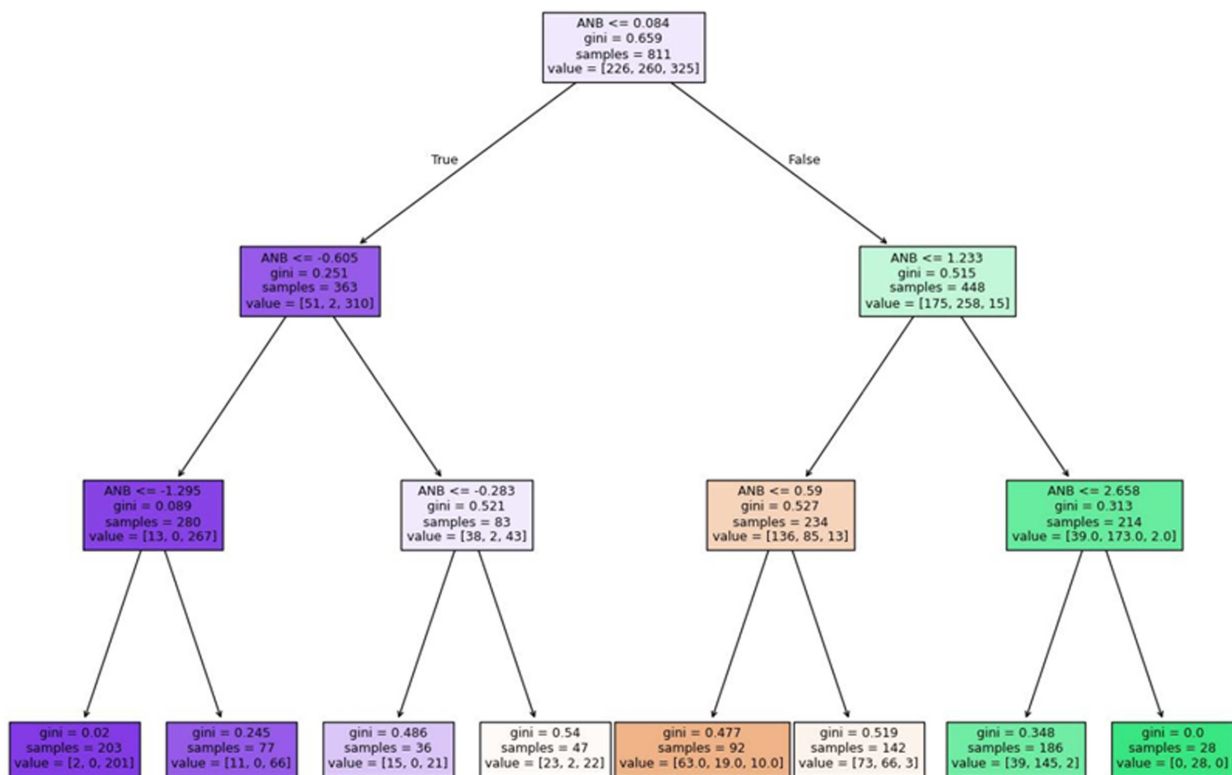 ANB <= 0.084
gini = 0.659
samples = 811
value = [226, 260, 325]
True
False
ANB <= -0.605
gini = 0.251
samples = 363
value = [51, 2, 310]
ANB <= 1.233
gini = 0.515
samples = 448
value = [175, 258, 15]
ANB <= -1.295
gini = 0.089
samples = 280
value = [13, 0, 267]
ANB <= -0.283
gini = 0.521
samples = 83
value = [38, 2, 43]
ANB <= 0.59
gini = 0.527
samples = 234
value = [136, 85, 13]
ANB <= 2.658
gini = 0.313
samples = 214
value = [39.0, 173.0, 2.0]
gini = 0.02
samples = 203
value = [2, 0, 201]
gini = 0.245
samples = 77
value = [11, 0, 66]
gini = 0.486
samples = 36
value = [15, 0, 21]
gini = 0.54
samples = 47
value = [23, 2, 22]
gini = 0.477
samples = 92
value = [63.0, 19.0, 10.0]
gini = 0.519
samples = 142
value = [73, 66, 3]
gini = 0.348
samples = 186
value = [39, 145, 2]
gini = 0.0
samples = 28
value = [0, 28, 0]